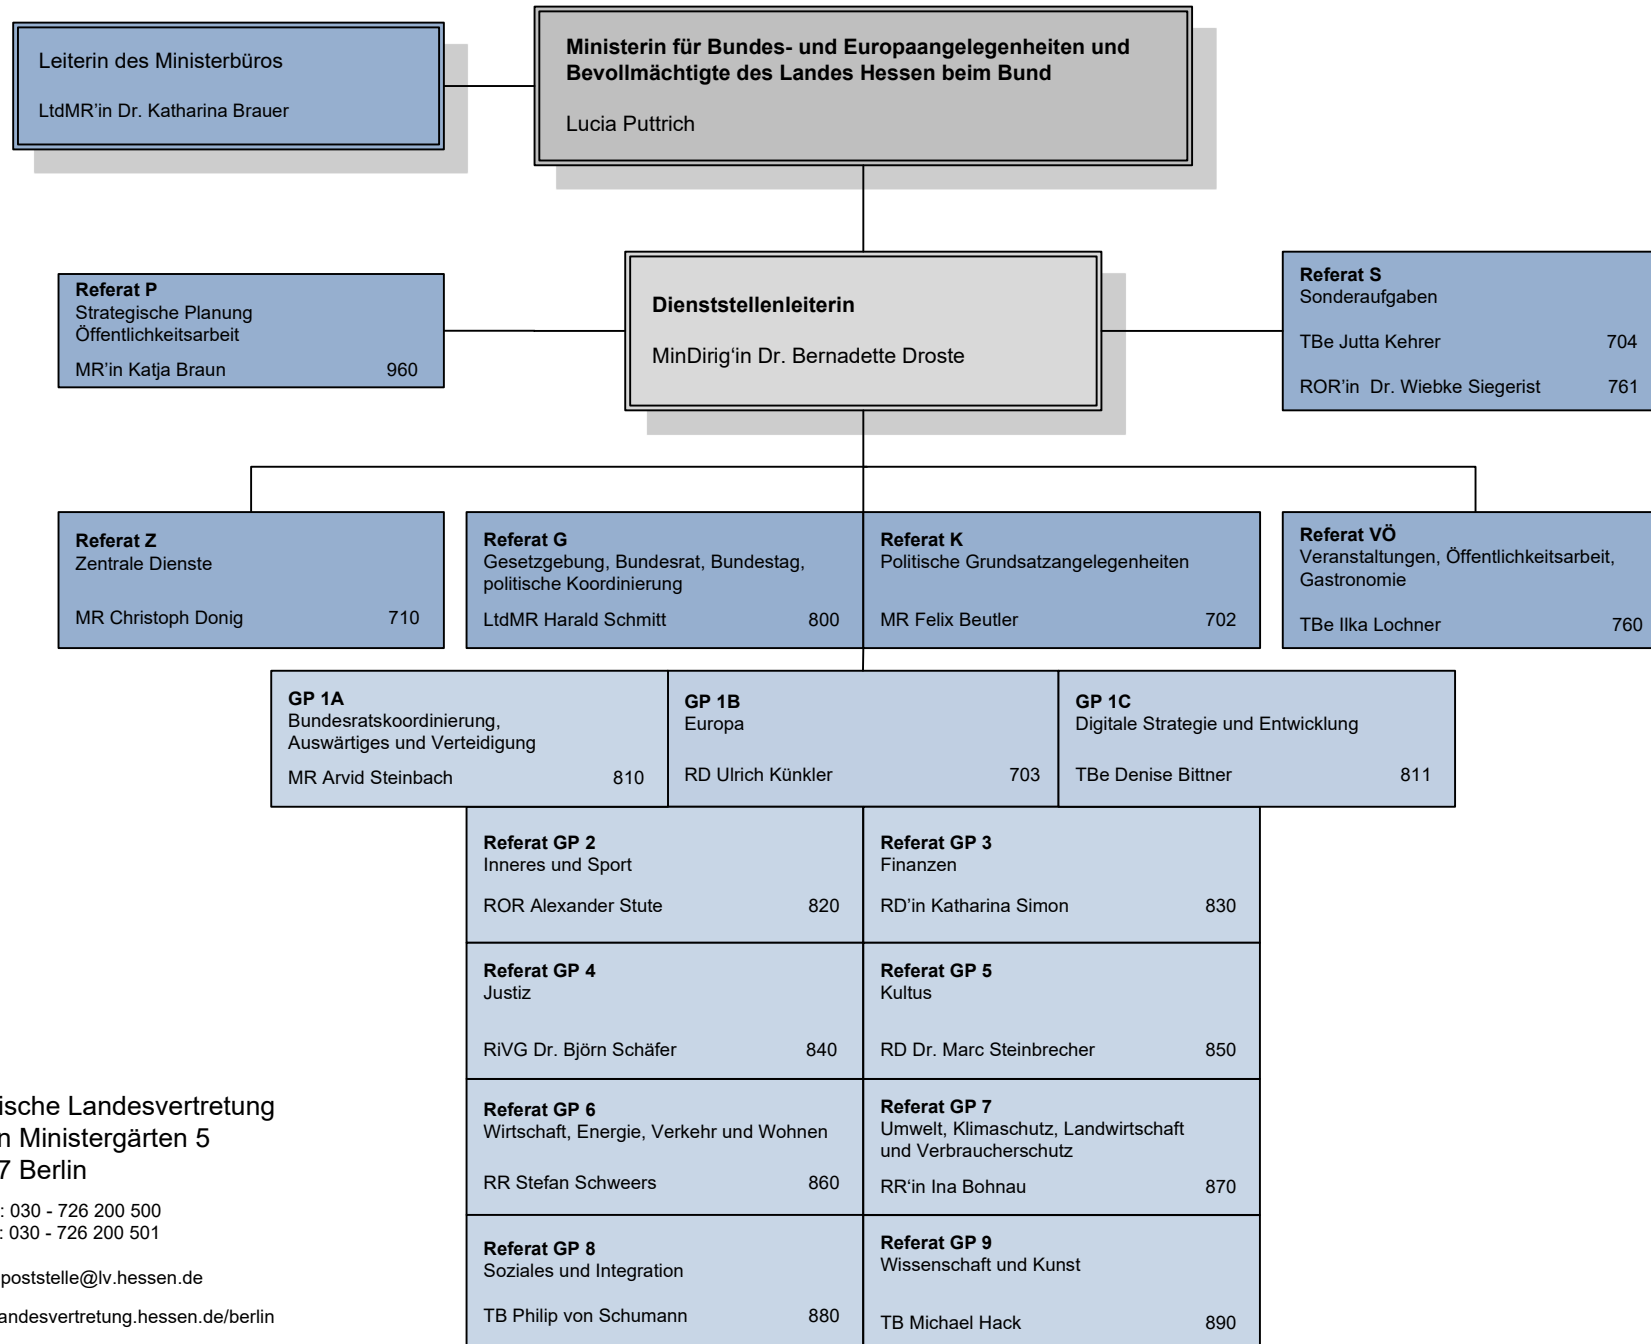 Leiterin des Ministerbüros
LtdMR’in Dr. Katharina Brauer
Ministerin für Bundes- und Europaangelegenheiten und
Bevollmächtigte des Landes Hessen beim Bund
Lucia Puttrich
Referat P
Strategische Planung
Öffentlichkeitsarbeit
MR’in Katja Braun 960
Dienststellenleiterin
MinDirig‘in Dr. Bernadette Droste
Referat S
Sonderaufgaben
TBe Jutta Kehrer 704
ROR’in Dr. Wiebke Siegerist 761
Referat Z
Zentrale Dienste
MR Christoph Donig 710
Referat G
Gesetzgebung, Bundesrat, Bundestag,
politische Koordinierung
LtdMR Harald Schmitt 800
Referat K
Politische Grundsatzangelegenheiten
MR Felix Beutler 702
Referat VÖ
Veranstaltungen, Öffentlichkeitsarbeit,
Gastronomie
TBe Ilka Lochner 760
GP 1A
Bundesratskoordinierung,
Auswärtiges und Verteidigung
MR Arvid Steinbach 810
GP 1B
Europa
RD Ulrich Künkler 703
GP 1C
Digitale Strategie und Entwicklung
TBe Denise Bittner 811
Referat GP 2
Inneres und Sport
ROR Alexander Stute 820
Referat GP 3
Finanzen
RD’in Katharina Simon 830
Referat GP 4
Justiz
RiVG Dr. Björn Schäfer 840
Referat GP 5
Kultus
RD Dr. Marc Steinbrecher 850
Referat GP 6
Wirtschaft, Energie, Verkehr und Wohnen
RR Stefan Schweers 860
Referat GP 7
Umwelt, Klimaschutz, Landwirtschaft
und Verbraucherschutz
RR‘in Ina Bohnau 870
Referat GP 8
Soziales und Integration
TB Philip von Schumann 880
Referat GP 9
Wissenschaft und Kunst
TB Michael Hack 890
ische Landesvertretung
n Ministergärten 5
7 Berlin
: 030 - 726 200 500
: 030 - 726 200 501
poststelle@lv.hessen.de
andesvertretung.hessen.de/berlin